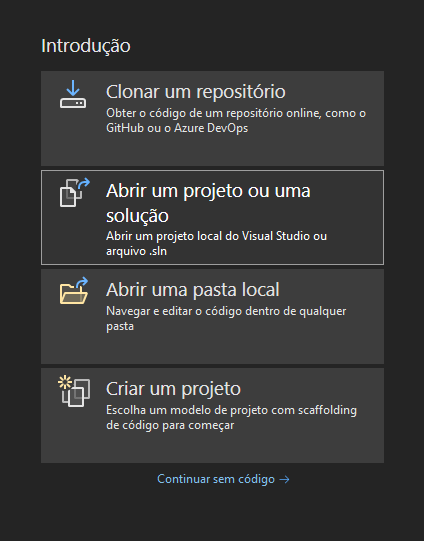 Introdução
Clonar um repositório
Obter o código de um repositório online, como o
GitHub ou o Azure DevOps
Abrir um projeto ou uma
solução
Abrir um projeto local do Visual Studio ou
arquivo .sln
Abrir uma pasta local
Navegar e editar o código dentro de qualquer
pasta
Criar um projeto
Escolha um modelo de projeto com scaffolding
de código para começar
Continuar sem código →